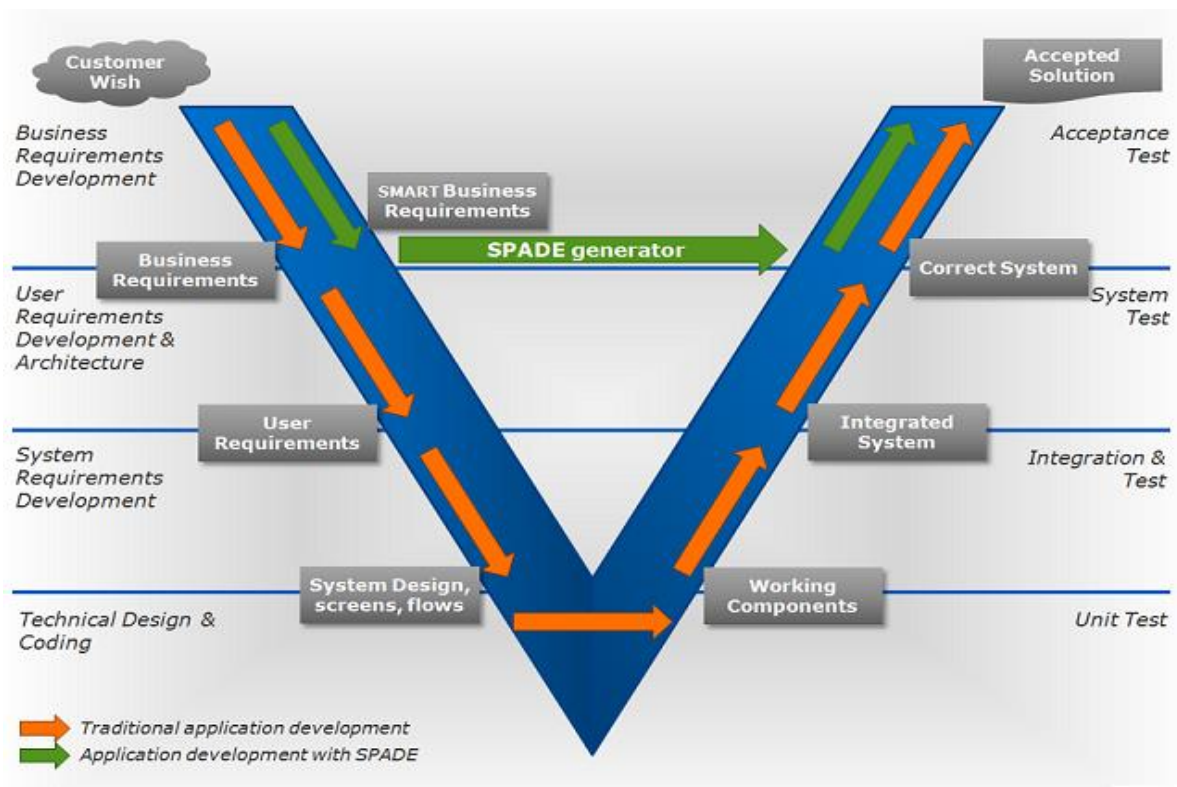 Customer
Wish
Accepted
Solution
Business
Requirements
Development
Acceptance
Test
SMART Business
Requirements
SPADE generator
Business
Requirements
Correct System
User
Requirements
Development &
Architecture
System
Test
User
Requirements
Integrated
System
System
Requirements
Development
Integration &
Test
System Design,
screens, flows
Working
Components
Technical Design &
Coding
Unit Test
Traditional application development
Application development with SPADE